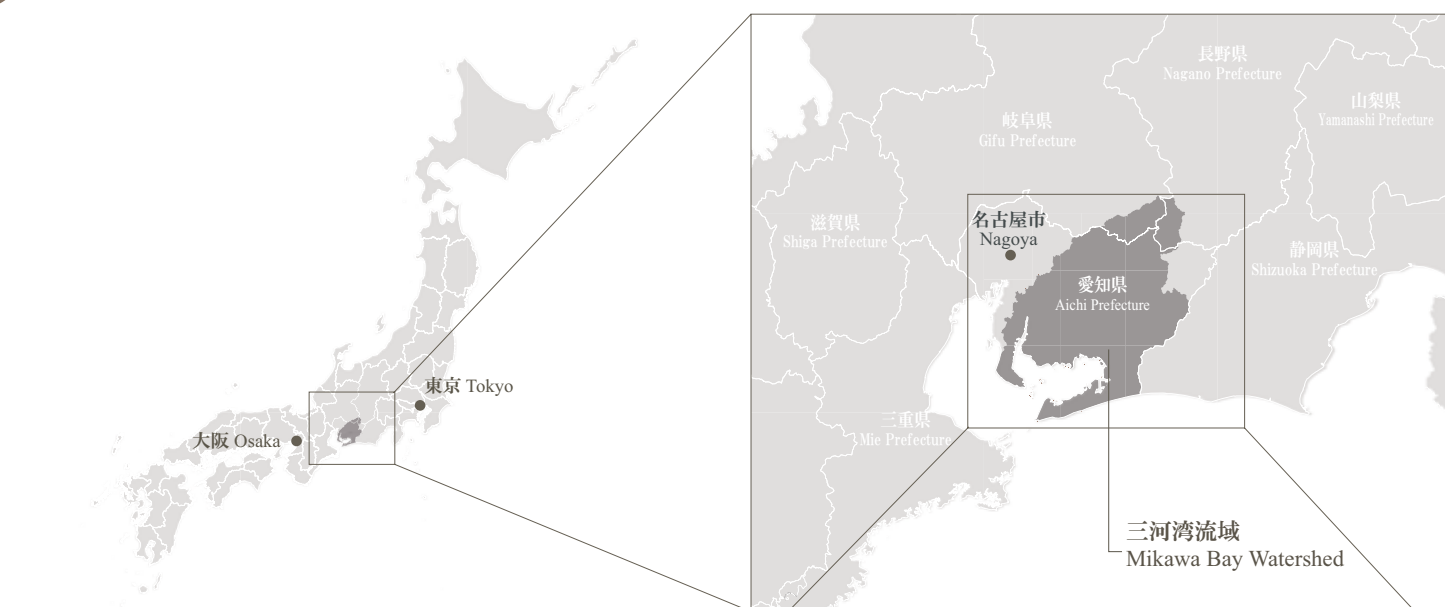 東京 Tokyo
大阪 Osaka
長野県
Nagano Prefecture
山梨県
Yamanashi Prefecture
岐阜県
Gifu Prefecture
滋賀県
Shiga Prefecture
名古屋市
Nagoya
静岡県
Shizuoka Prefecture
愛知県
Aichi Prefecture
三重県
Mie Prefecture
三河湾流域
Mikawa Bay Watershed